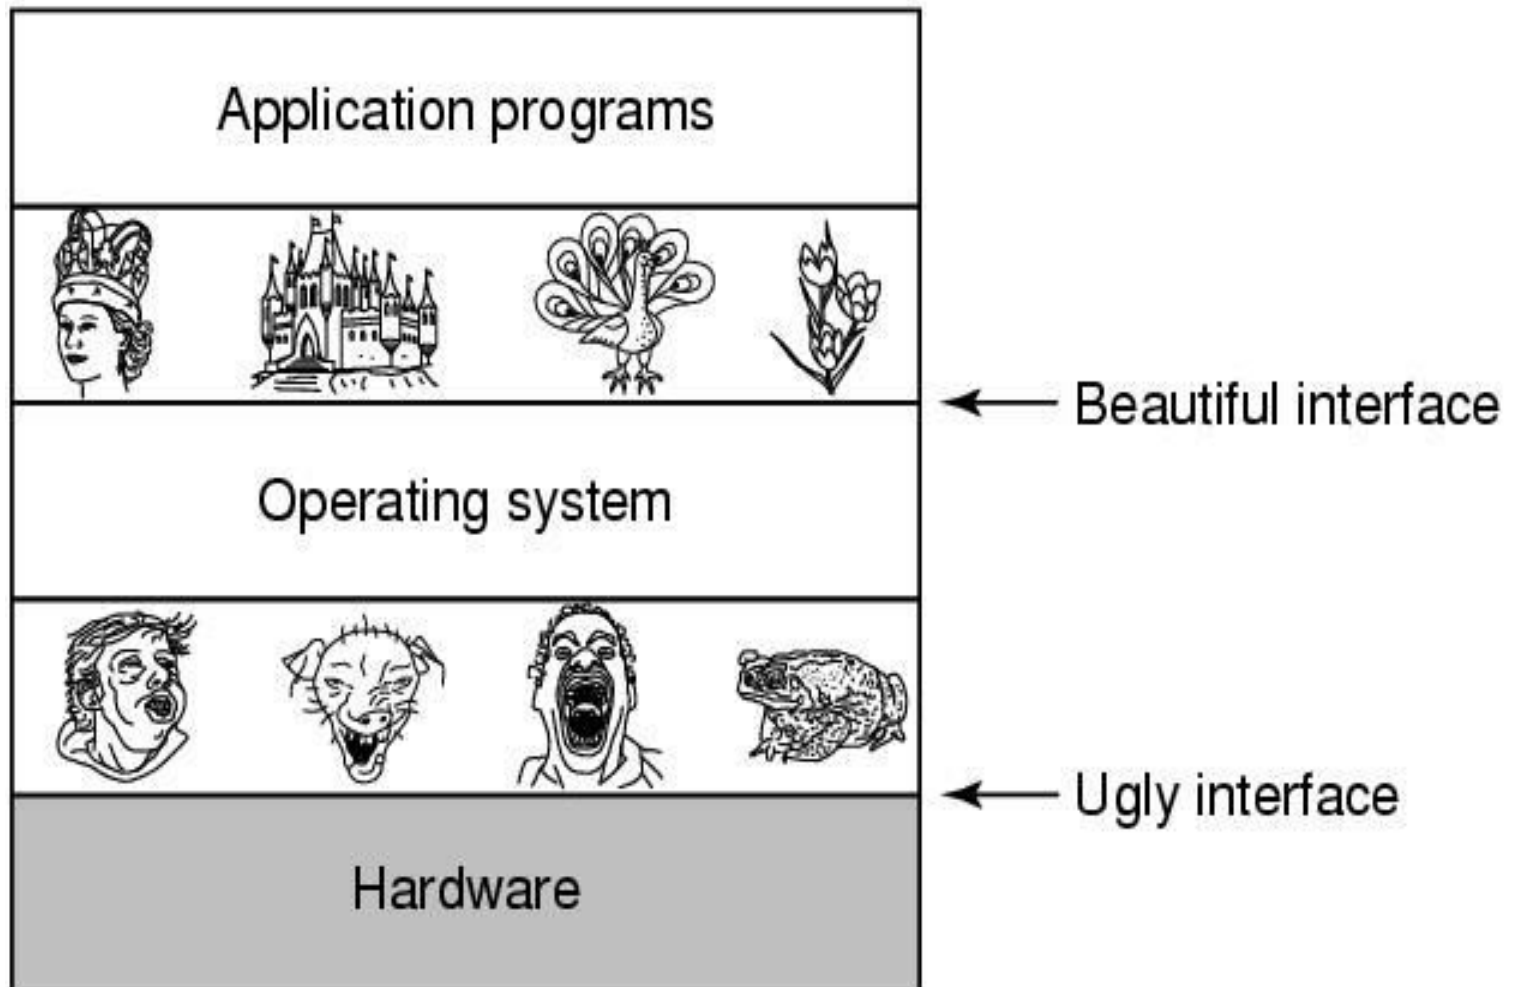 Application programs
Beautiful interface
Operating system
Ugly interface
Hardware